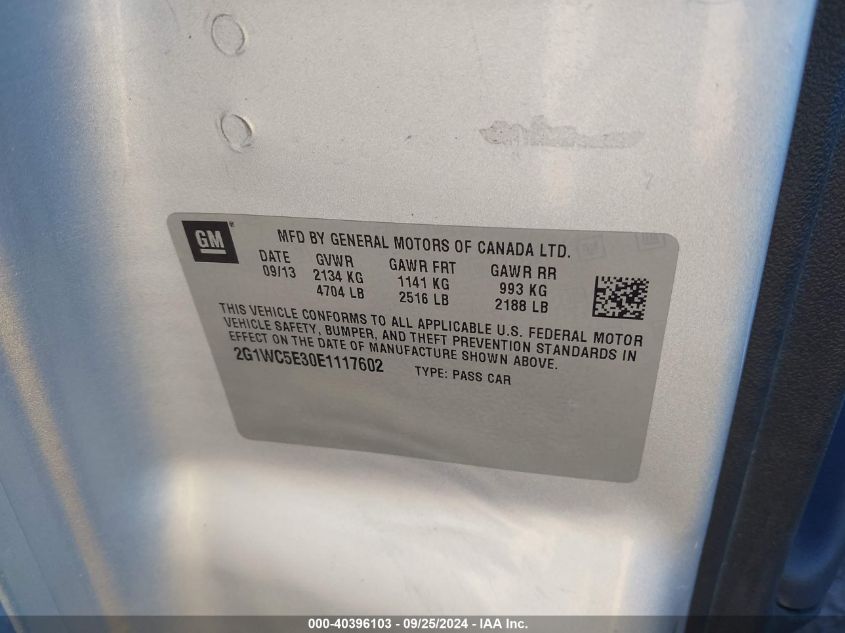 GM
MFD BY GENERAL MOTORS OF CANADA LTD.
DATE GVWR GAWR FRT GAWR RR
09/13 2134 KG 1141 KG 993 KG
4704 LB 2516 LB 2188 LB
THIS VEHICLE CONFORMS TO ALL APPLICABLE U.S. FEDERAL MOTOR
VEHICLE SAFETY, BUMPER, AND THEFT PREVENTION STANDARDS IN
EFFECT ON THE DATE OF MANUFACTURE SHOWN ABOVE.
2G1WC5E30E1117602 TYPE: PASS CAR
000-40396103 - 09/25/2024 - IAA Inc.